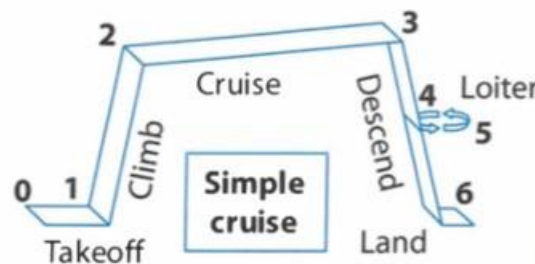 2
3
Cruise
Climb
Descend
4
Loiter
5
0
1
Simple
cruise
6
Takeoff
Land